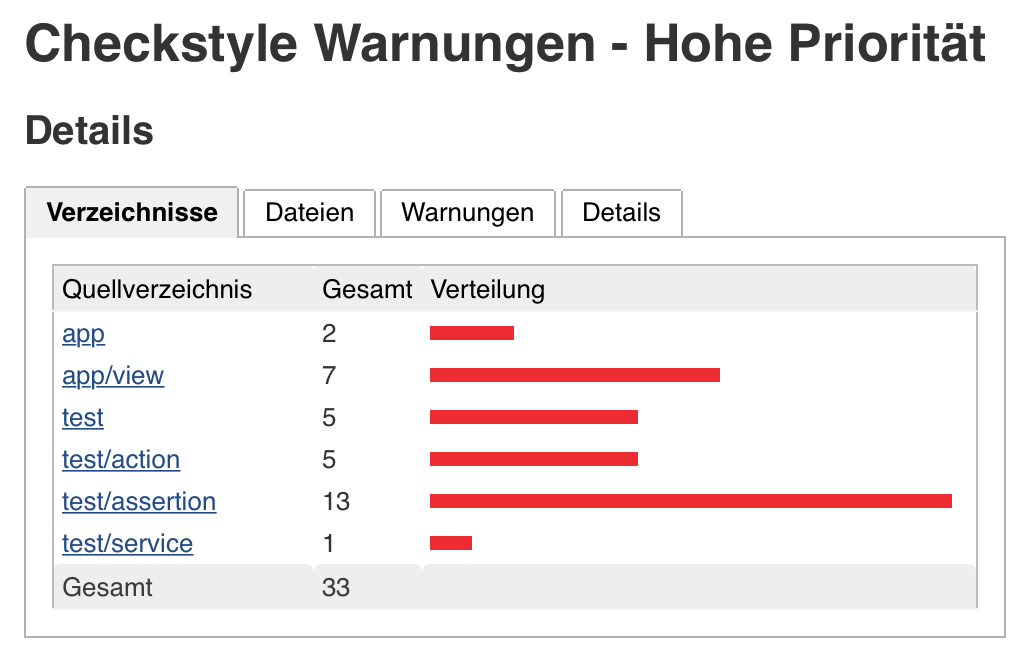 Checkstyle Warnungen - Hohe Priorität
Details
Verzeichnisse Dateien Warnungen Details
Quellverzeichnis Gesamt Verteilung
app 2
app/view 7
test 5
test/action 5
test/assertion 13
test/service 1
Gesamt 33